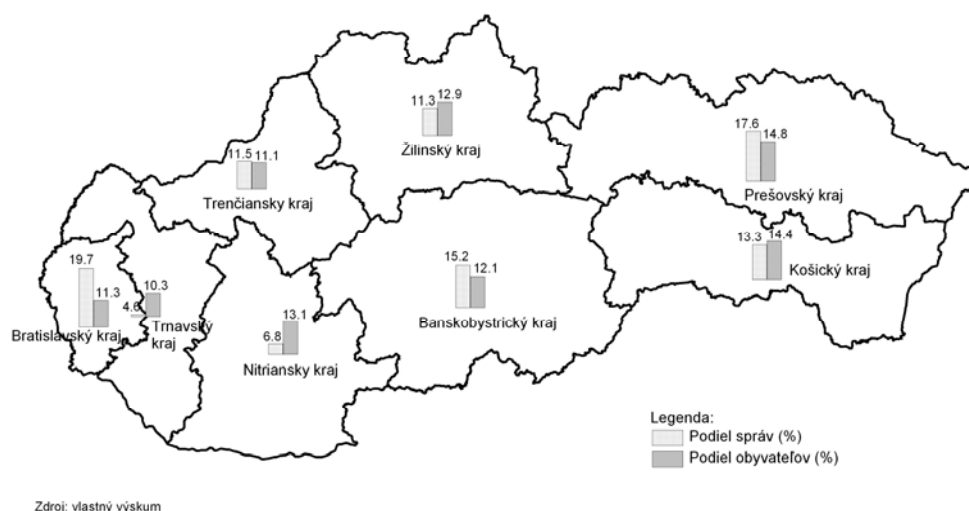 11.3 12.9
Žilinský kraj
17.6 14.8
Prešovský kraj
11.5 11.1
Trenčiansky kraj
13.3 14.4
Košický kraj
15.2 12.1
Banskobystrický kraj
19.7 11.3
Bratislavský kraj
4.6 10.3
Trnavský
kraj
6.8 13.1
Nitriansky kraj
Legenda:
Podiel správ (%)
Podiel obyvateľov (%)
Zdroj: vlastný výskum